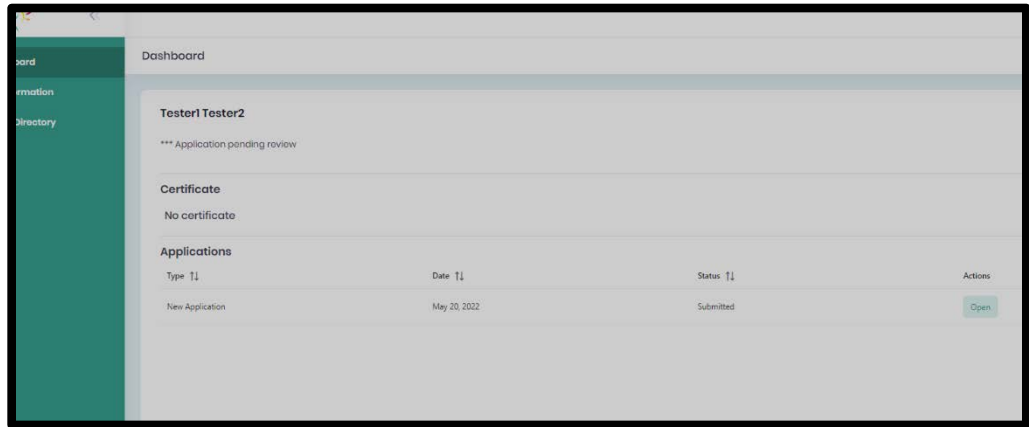 Dashboard
Tester1 Tester2
*** Application pending review
Certificate
No certificate
Applications
Type Date Status Actions
New Application May 20, 2022 Submitted Open